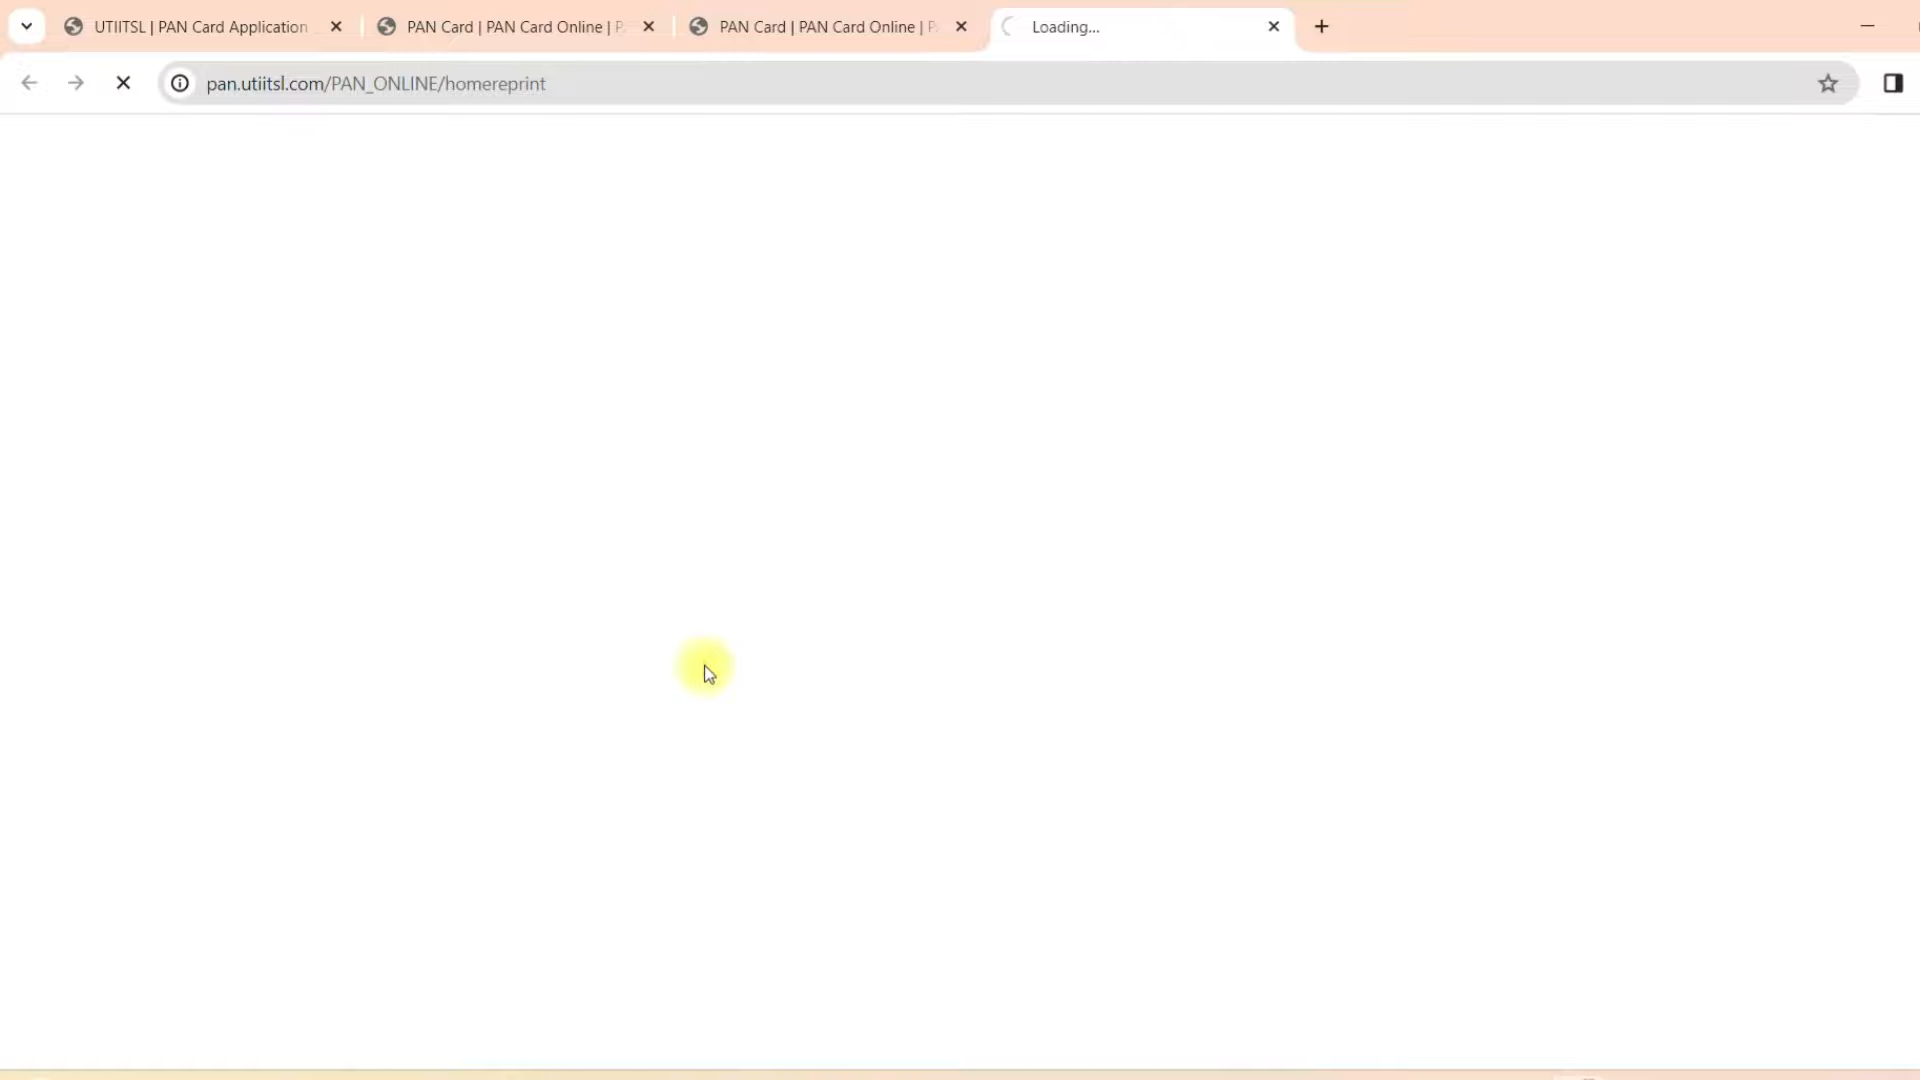 UTIITSL | PAN Card Application
PAN Card | PAN Card Online |
PAN Card | PAN Card Online |
Loading...
pan.utiitsl.com/PAN_ONLINE/homereprint